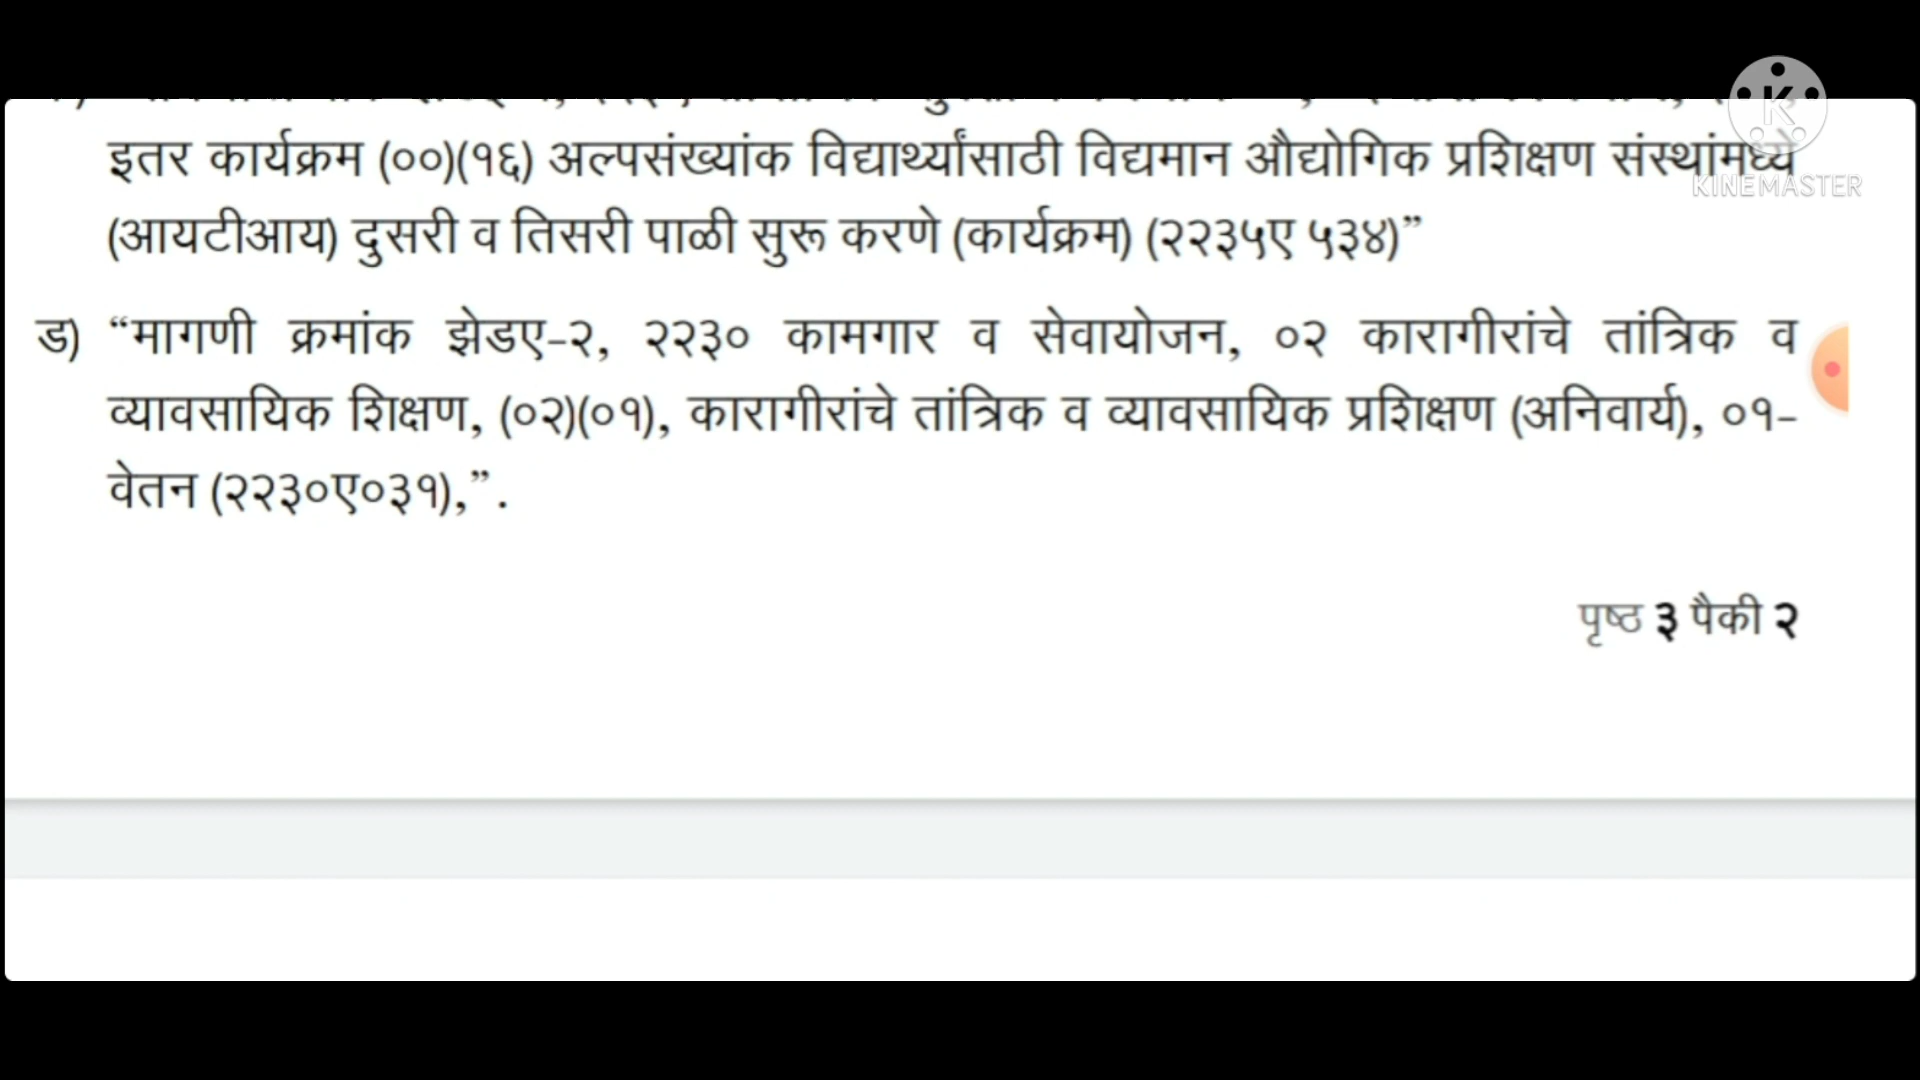 इतर कार्यक्रम (००)(१६) अल्पसंख्यांक विद्यार्थ्यांसाठी विद्यमान औद्योगिक प्रशिक्षण संस्थांमध्ये
(आयटीआय) दुसरी व तिसरी पाळी सुरू करणे (कार्यक्रम) (२२३५ए ५३४)”
ड) “मागणी क्रमांक झेडए-२, २२३० कामगार व सेवायोजन, ०२ कारागीरांचे तांत्रिक व
व्यावसायिक शिक्षण, (०२)(०१), कारागीरांचे तांत्रिक व व्यावसायिक प्रशिक्षण (अनिवार्य), ०१-
वेतन (२२३०ए०३१),”.
पृष्ठ ३ पैकी २
K
KINEMASTER